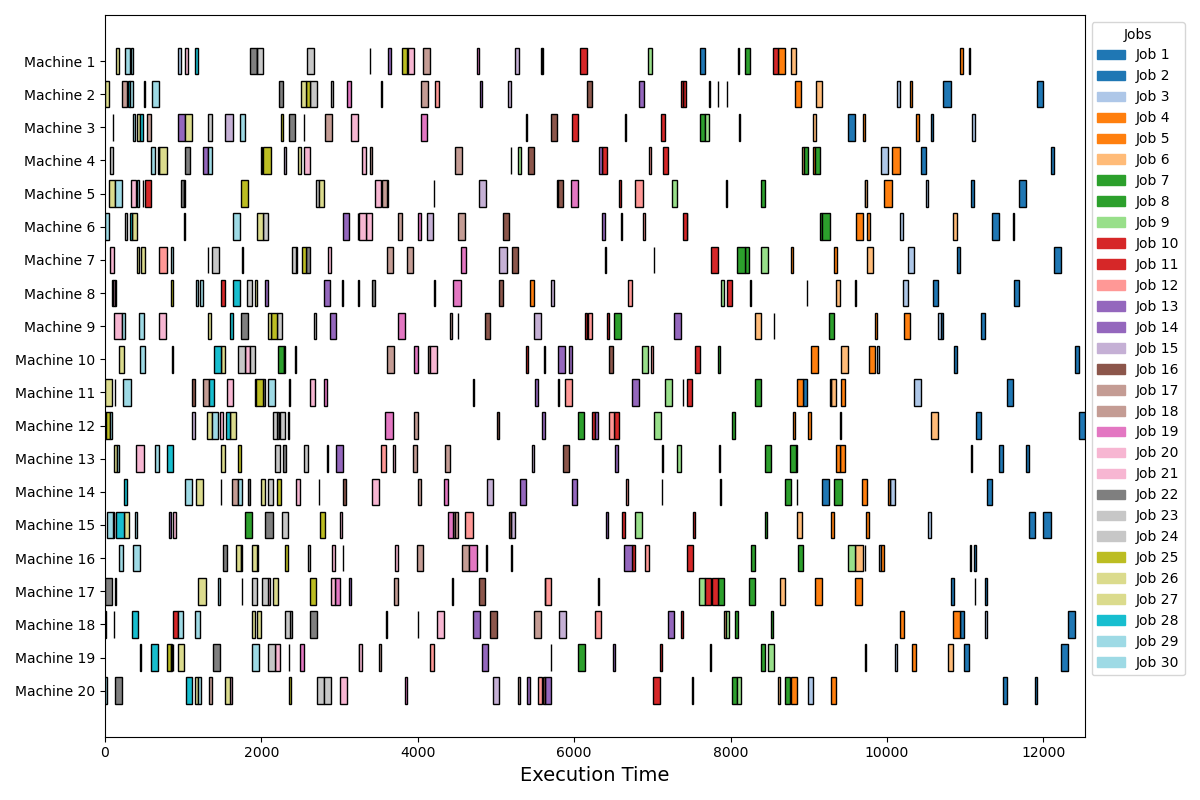 Machine 1
Machine 2
Machine 3
Machine 4
Machine 5
Machine 6
Machine 7
Machine 8
Machine 9
Machine 10
Machine 11
Machine 12
Machine 13
Machine 14
Machine 15
Machine 16
Machine 17
Machine 18
Machine 19
Machine 20
0 2000 4000 6000 8000 10000 12000
Execution Time
Jobs
Job 1
Job 2
Job 3
Job 4
Job 5
Job 6
Job 7
Job 8
Job 9
Job 10
Job 11
Job 12
Job 13
Job 14
Job 15
Job 16
Job 17
Job 18
Job 19
Job 20
Job 21
Job 22
Job 23
Job 24
Job 25
Job 26
Job 27
Job 28
Job 29
Job 30